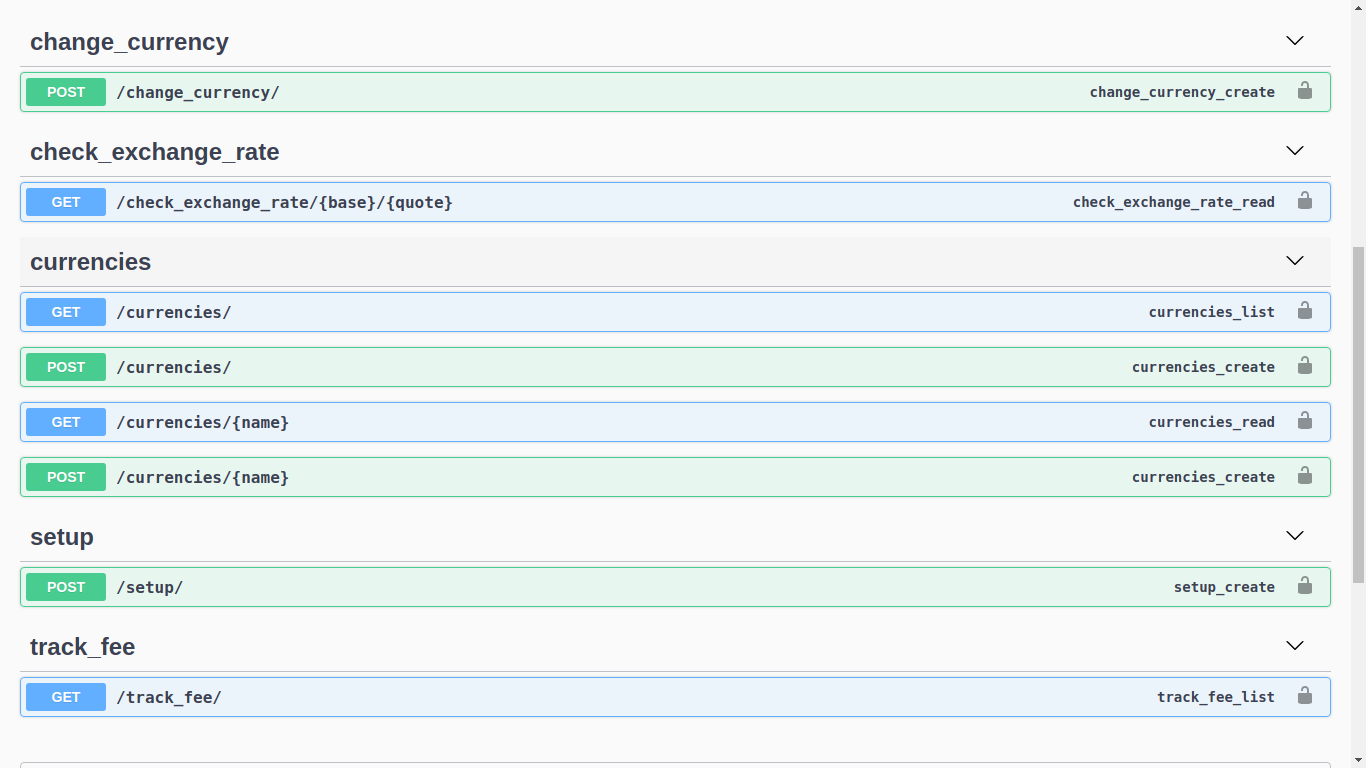 change_currency
POST /change_currency/ change_currency_create
check_exchange_rate
GET /check_exchange_rate/{base}/{quote} check_exchange_rate_read
currencies
GET /currencies/ currencies_list
POST /currencies/ currencies_create
GET /currencies/{name} currencies_read
POST /currencies/{name} currencies_create
setup
POST /setup/ setup_create
track_fee
GET /track_fee/ track_fee_list